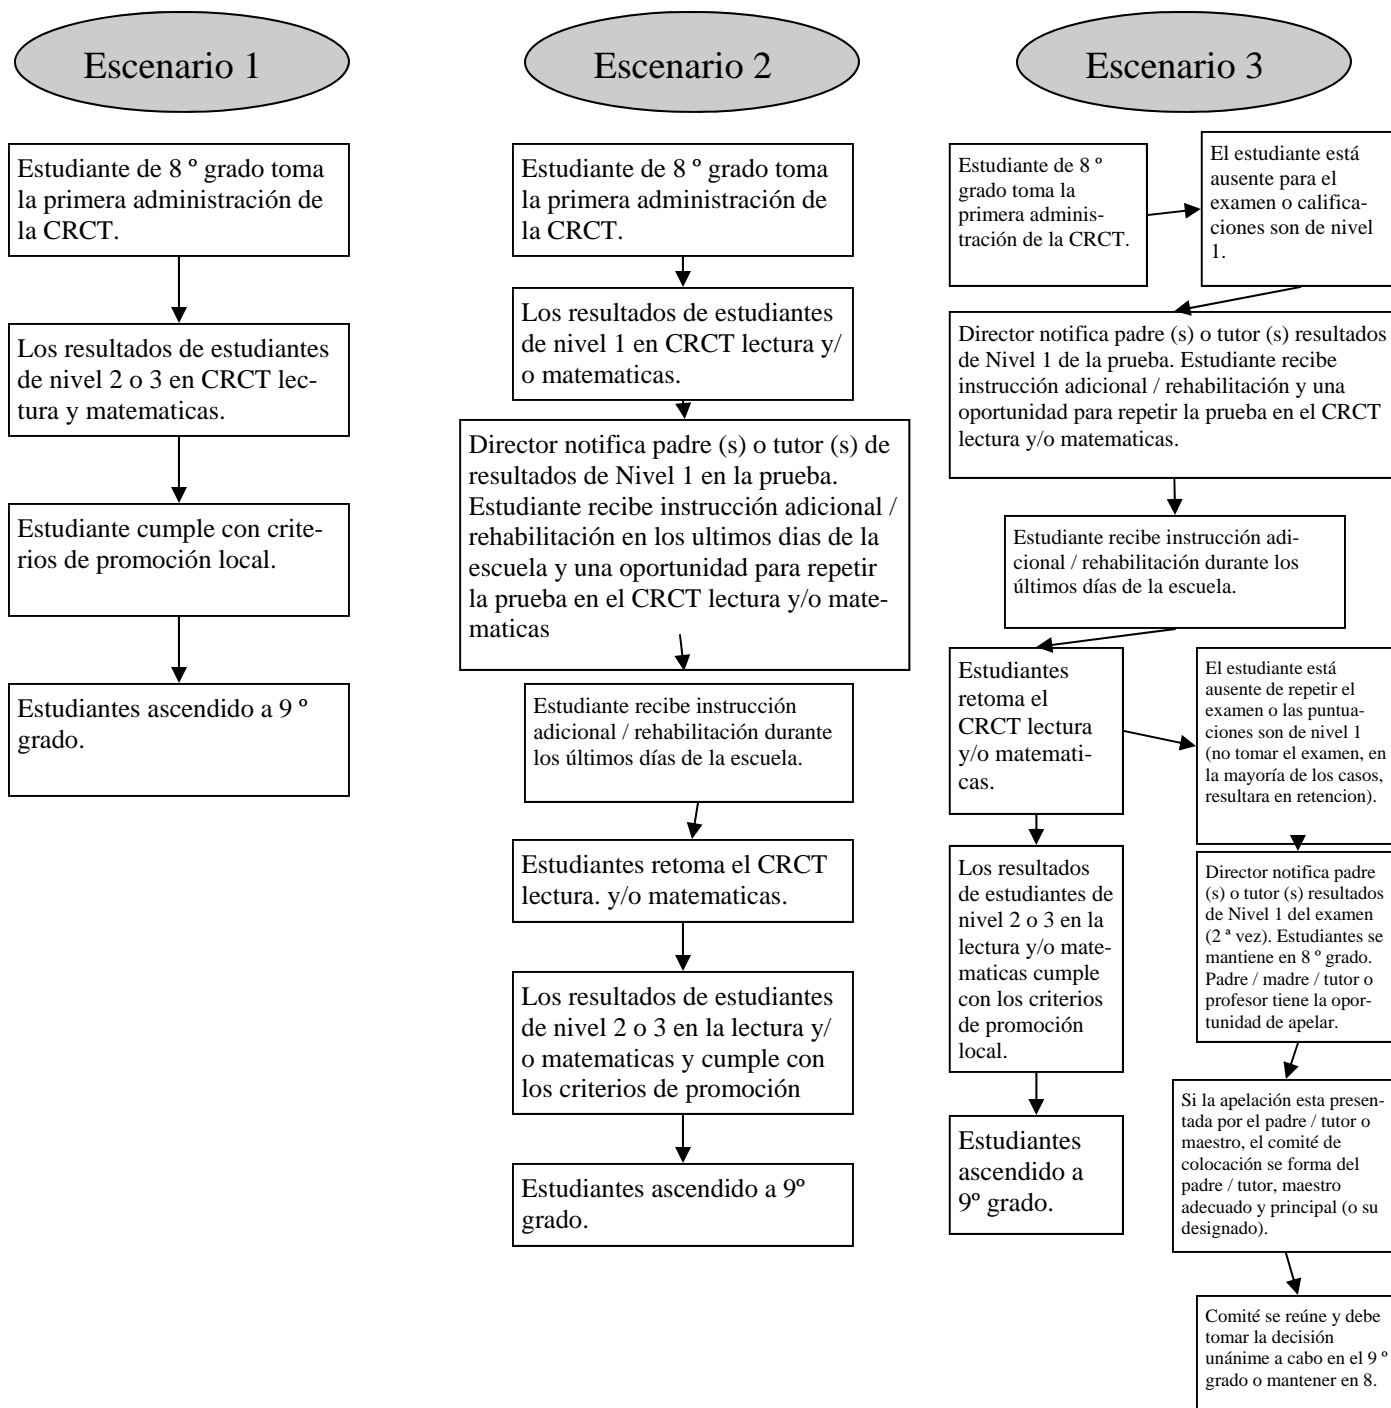 Escenario 1
Estudiante de 8 º grado toma
la primera administración de
la CRCT.
Los resultados de estudiantes
de nivel 2 o 3 en CRCT lec-
tura y matematicas.
Estudiante cumple con crite-
rios de promoción local.
Estudiantes ascendido a 9 º
grado.
Escenario 2
Estudiante de 8 º grado toma
la primera administración de
la CRCT.
Los resultados de estudiantes
de nivel 1 en CRCT lectura y/
o matematicas.
Director notifica padre (s) o tutor (s) de
resultados de Nivel 1 en la prueba.
Estudiante recibe instrucción adicional /
rehabilitación en los ultimos dias de la
escuela y una oportunidad para repetir
la prueba en el CRCT lectura y/o mate-
maticas
Estudiante recibe instrucción
adicional / rehabilitación durante
los últimos días de la escuela.
Estudiantes retoma el CRCT
lectura. y/o matematicas.
Los resultados de estudiantes
de nivel 2 o 3 en la lectura y/
o matematicas y cumple con
los criterios de promoción
Estudiantes ascendido a 9º
grado.
Escenario 3
Estudiante de 8 º
grado toma la
primera adminis-
tración de la CRCT.
El estudiante está
ausente para el
examen o califica-
ciones son de nivel
1.
Director notifica padre (s) o tutor (s) resultados
de Nivel 1 de la prueba. Estudiante recibe
instrucción adicional / rehabilitación y una
oportunidad para repetir la prueba en el CRCT
lectura y/o matematicas.
Estudiante recibe instrucción adi-
cional / rehabilitación durante los
últimos días de la escuela.
Estudiantes
retoma el
CRCT lectura
y/o matemati-
cas.
El estudiante está
ausente de repetir el
examen o las puntua-
ciones son de nivel 1
(no tomar el examen, en
la mayoría de los casos,
resultara en retencion).
Los resultados
de estudiantes de
nivel 2 o 3 en la
lectura y/o mate-
maticas cumple
con los criterios
de promoción
local.
Director notifica padre
(s) o tutor (s) resultados
de Nivel 1 del examen
(2 ª vez). Estudiantes se
mantiene en 8 º grado.
Padre / madre / tutor o
profesor tiene la opor-
tunidad de apelar.
Estudiantes
ascendido a
9º grado.
Si la apelación esta presen-
tada por el padre / tutor o
maestro, el comité de
colocación se forma del
padre / tutor, maestro
adecuado y principal (o su
designado).
Comité se reúne y debe
tomar la decisión
unánime a cabo en el 9 º
grado o mantener en 8.